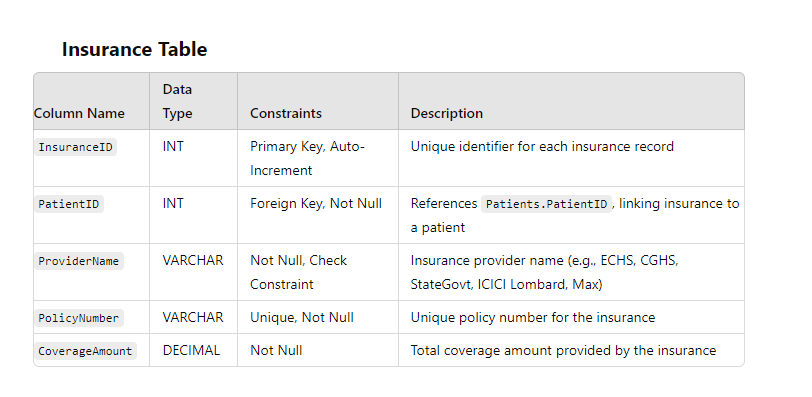 Insurance Table
Column Name Data Type Constraints Description
InsuranceID INT Primary Key, Auto-Increment Unique identifier for each insurance record
PatientID INT Foreign Key, Not Null References Patients.PatientID, linking insurance to a patient
ProviderName VARCHAR Not Null, Check Constraint Insurance provider name (e.g., ECHS, CGHS, StateGovt, ICICI Lombard, Max)
PolicyNumber VARCHAR Unique, Not Null Unique policy number for the insurance
CoverageAmount DECIMAL Not Null Total coverage amount provided by the insurance